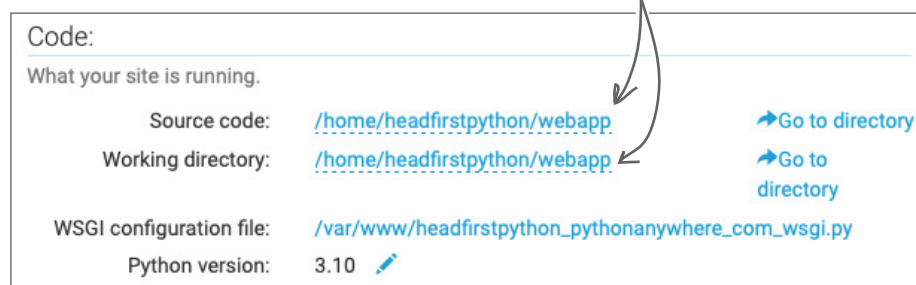 Code:
What your site is running.
Source code: /home/headfirstpython/webapp Go to directory
Working directory: /home/headfirstpython/webapp Go to
directory
WSGI configuration file: /var/www/headfirstpython_pythonanywhere_com_wsgi.py
Python version: 3.10